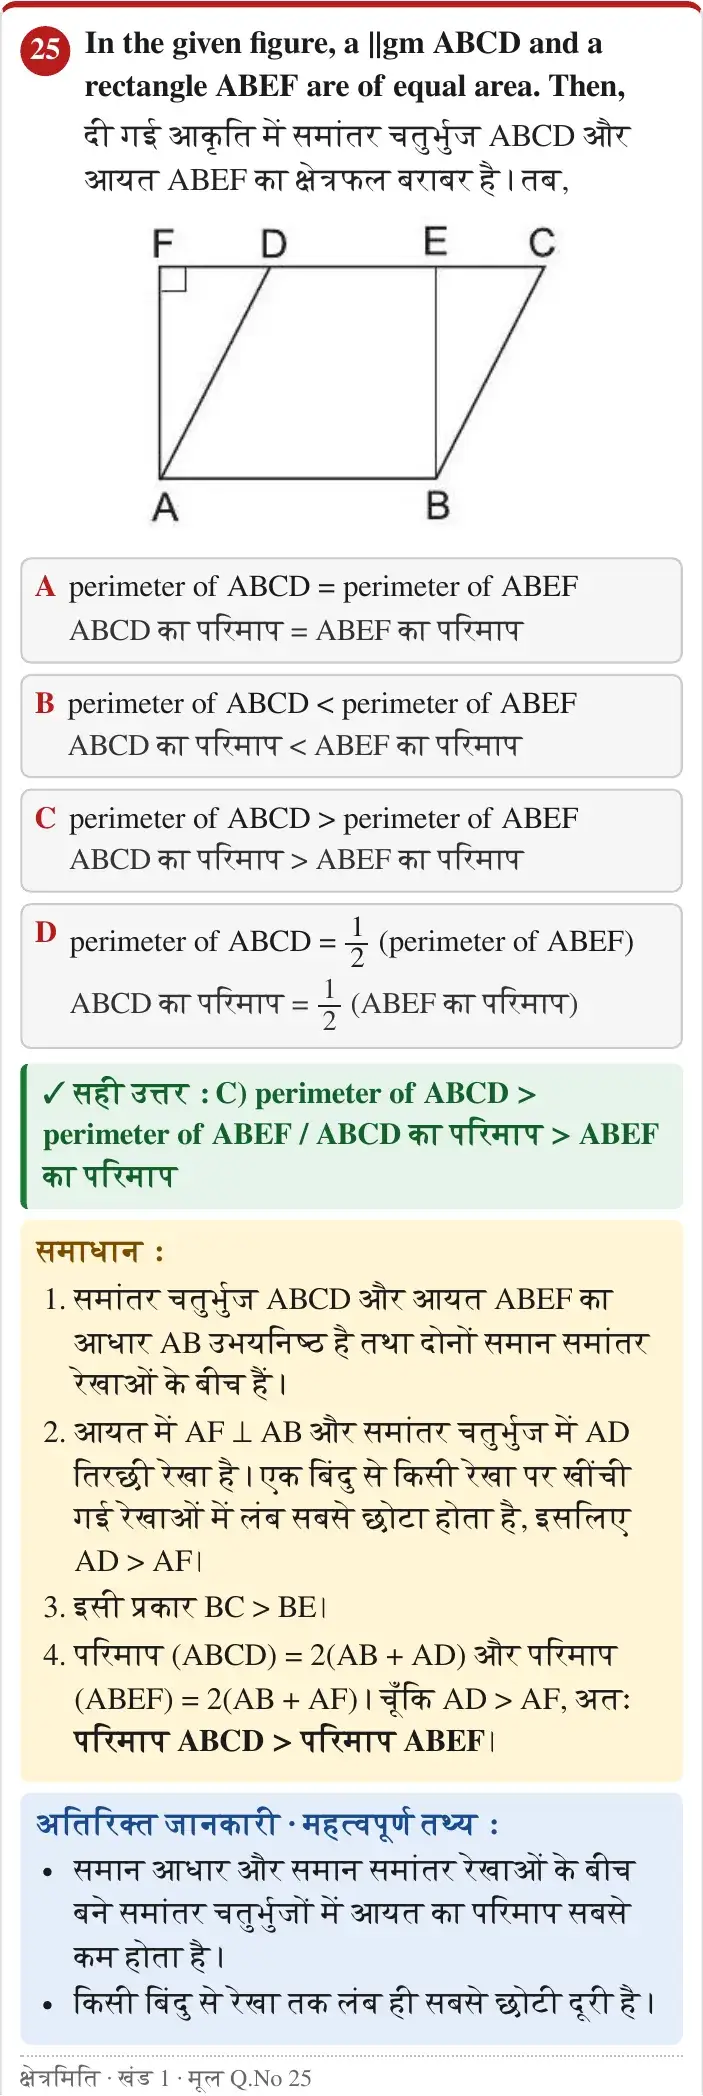 25 In the given figure, a ||gm ABCD and a
rectangle ABEF are of equal area. Then,
दी गई आकृति में समांतर चतुर्भुज ABCD और
आयत ABEF का क्षेत्रफल बराबर है। तब,
F D E C
A B
A perimeter of ABCD = perimeter of ABEF
ABCD का परिमाप = ABEF का परिमाप
B perimeter of ABCD < perimeter of ABEF
ABCD का परिमाप < ABEF का परिमाप
C perimeter of ABCD > perimeter of ABEF
ABCD का परिमाप > ABEF का परिमाप
D perimeter of ABCD = 1/2 (perimeter of ABEF)
ABCD का परिमाप = 1/2 (ABEF का परिमाप)
✓ सही उत्तर : C) perimeter of ABCD >
perimeter of ABEF / ABCD का परिमाप > ABEF
का परिमाप
समाधान :
1. समांतर चतुर्भुज ABCD और आयत ABEF का
आधार AB उभयनिष्ठ है तथा दोनों समान समांतर
रेखाओं के बीच हैं।
2. आयत में AF ⊥ AB और समांतर चतुर्भुज में AD
तिरछी रेखा है। एक बिंदु से किसी रेखा पर खींची
गई रेखाओं में लंब सबसे छोटा होता है, इसलिए
AD > AF।
3. इसी प्रकार BC > BE।
4. परिमाप (ABCD) = 2(AB + AD) और परिमाप
(ABEF) = 2(AB + AF)। चूँकि AD > AF, अतः
परिमाप ABCD > परिमाप ABEF।
अतिरिक्त जानकारी · महत्वपूर्ण तथ्य :
• समान आधार और समान समांतर रेखाओं के बीच
बने समांतर चतुर्भुजों में आयत का परिमाप सबसे
कम होता है।
• किसी बिंदु से रेखा तक लंब ही सबसे छोटी दूरी है।
क्षेत्रमिति · खंड 1 · मूल Q.No 25